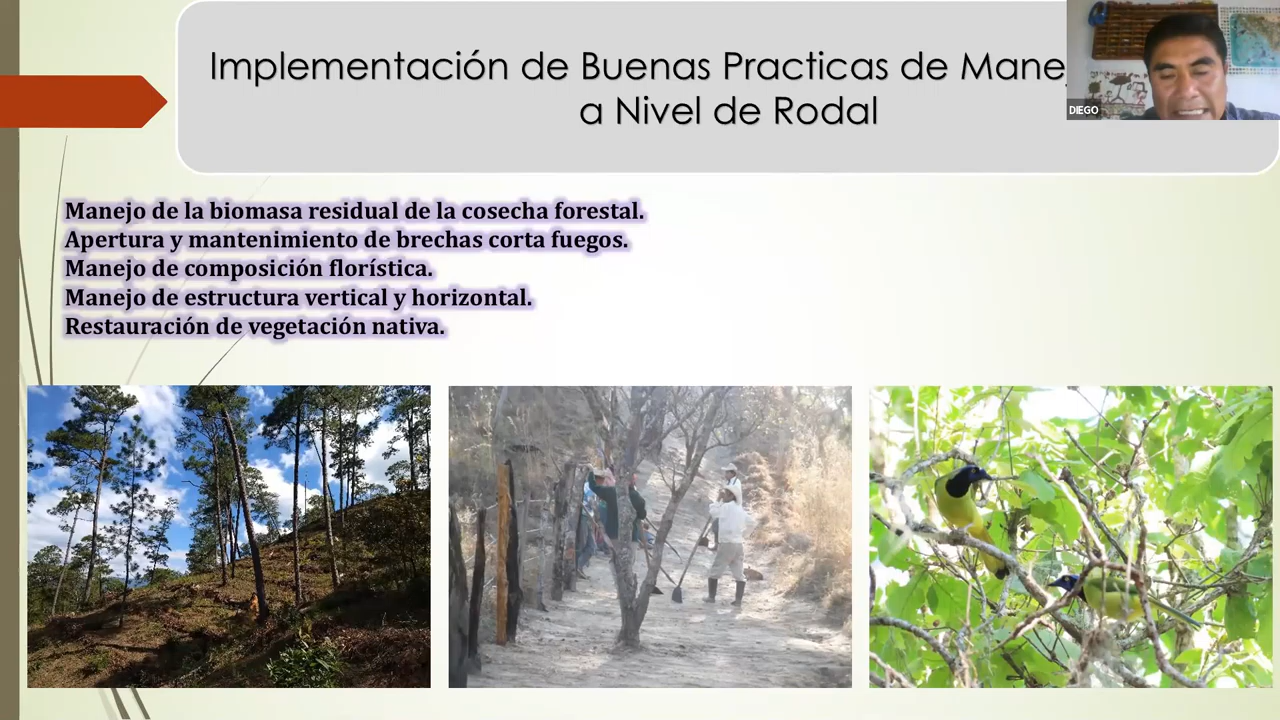 Implementación de Buenas Practicas de Mane
a Nivel de Rodal
DIEGO
Manejo de la biomasa residual de la cosecha forestal.
Apertura y mantenimiento de brechas corta fuegos.
Manejo de composición florística.
Manejo de estructura vertical y horizontal.
Restauración de vegetación nativa.